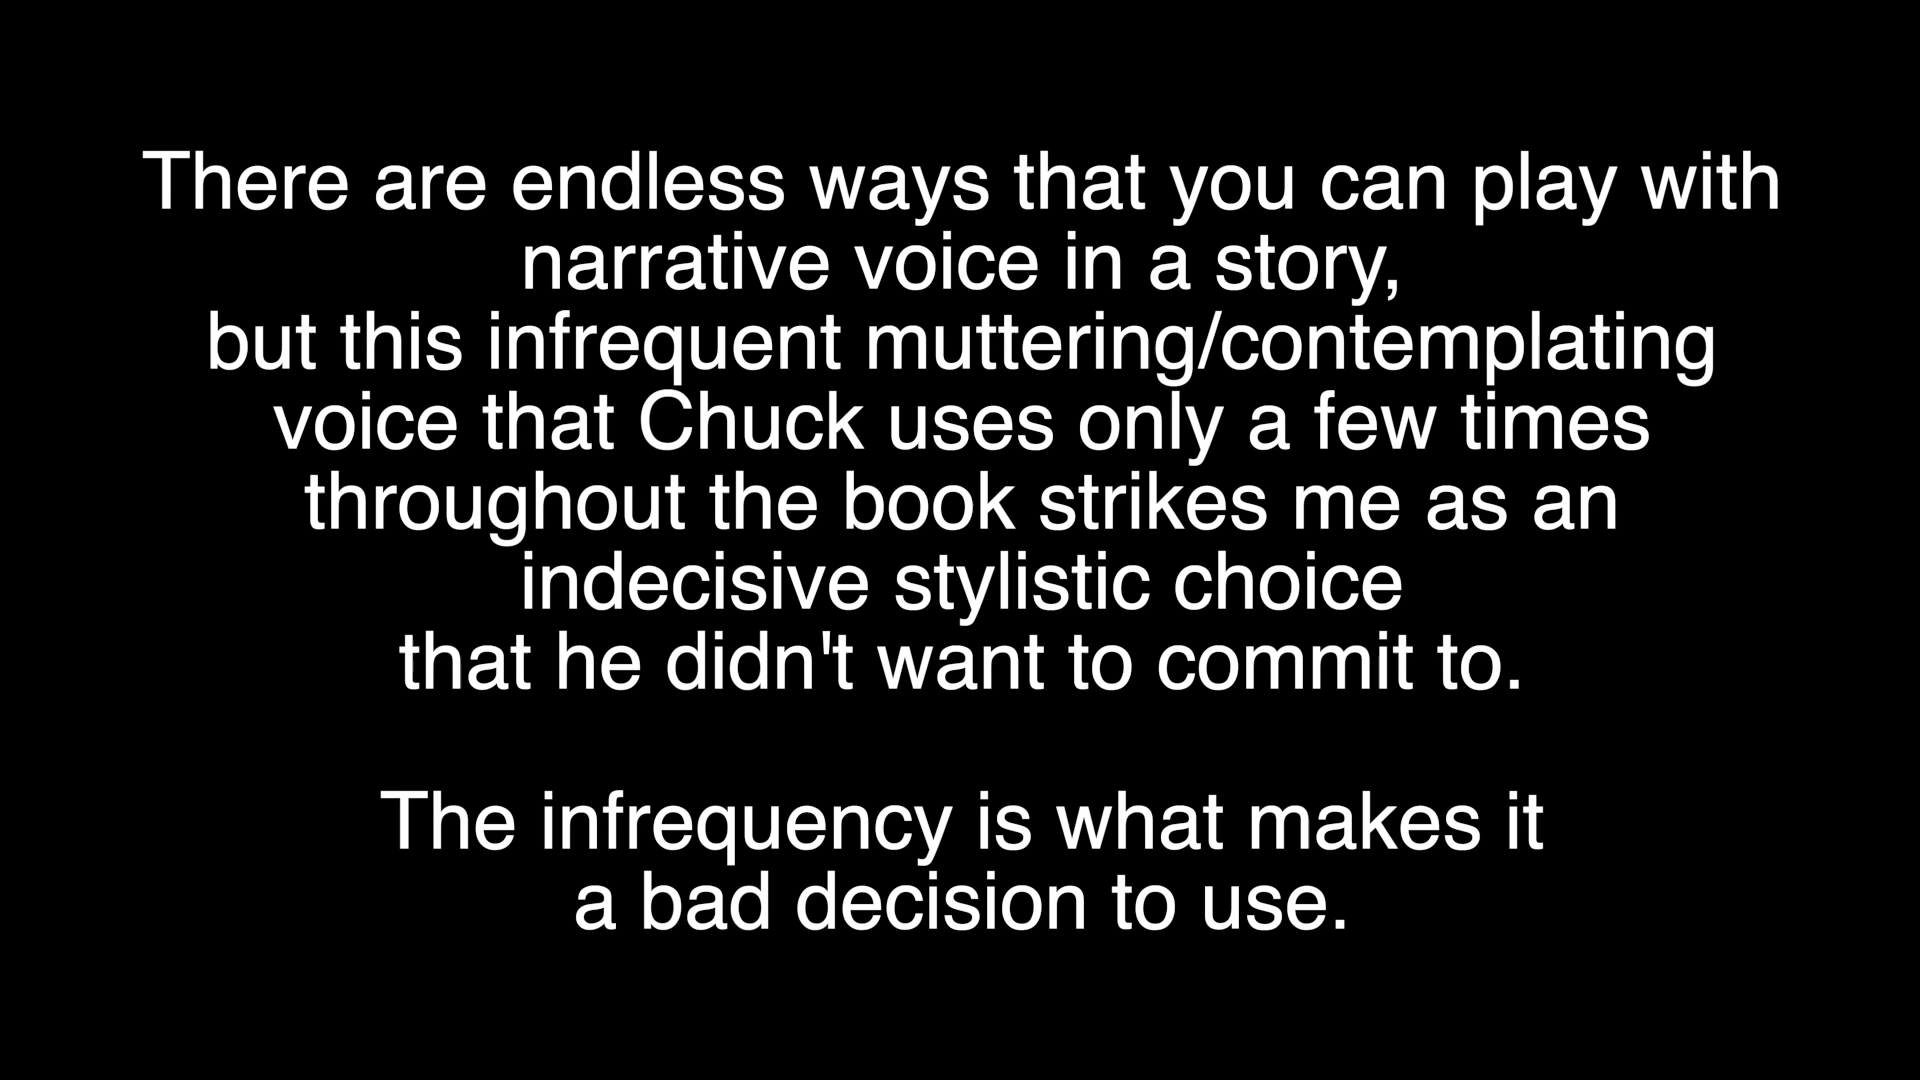 There are endless ways that you can play with
narrative voice in a story,
but this infrequent muttering/contemplating
voice that Chuck uses only a few times
throughout the book strikes me as an
indecisive stylistic choice
that he didn't want to commit to.
The infrequency is what makes it
a bad decision to use.